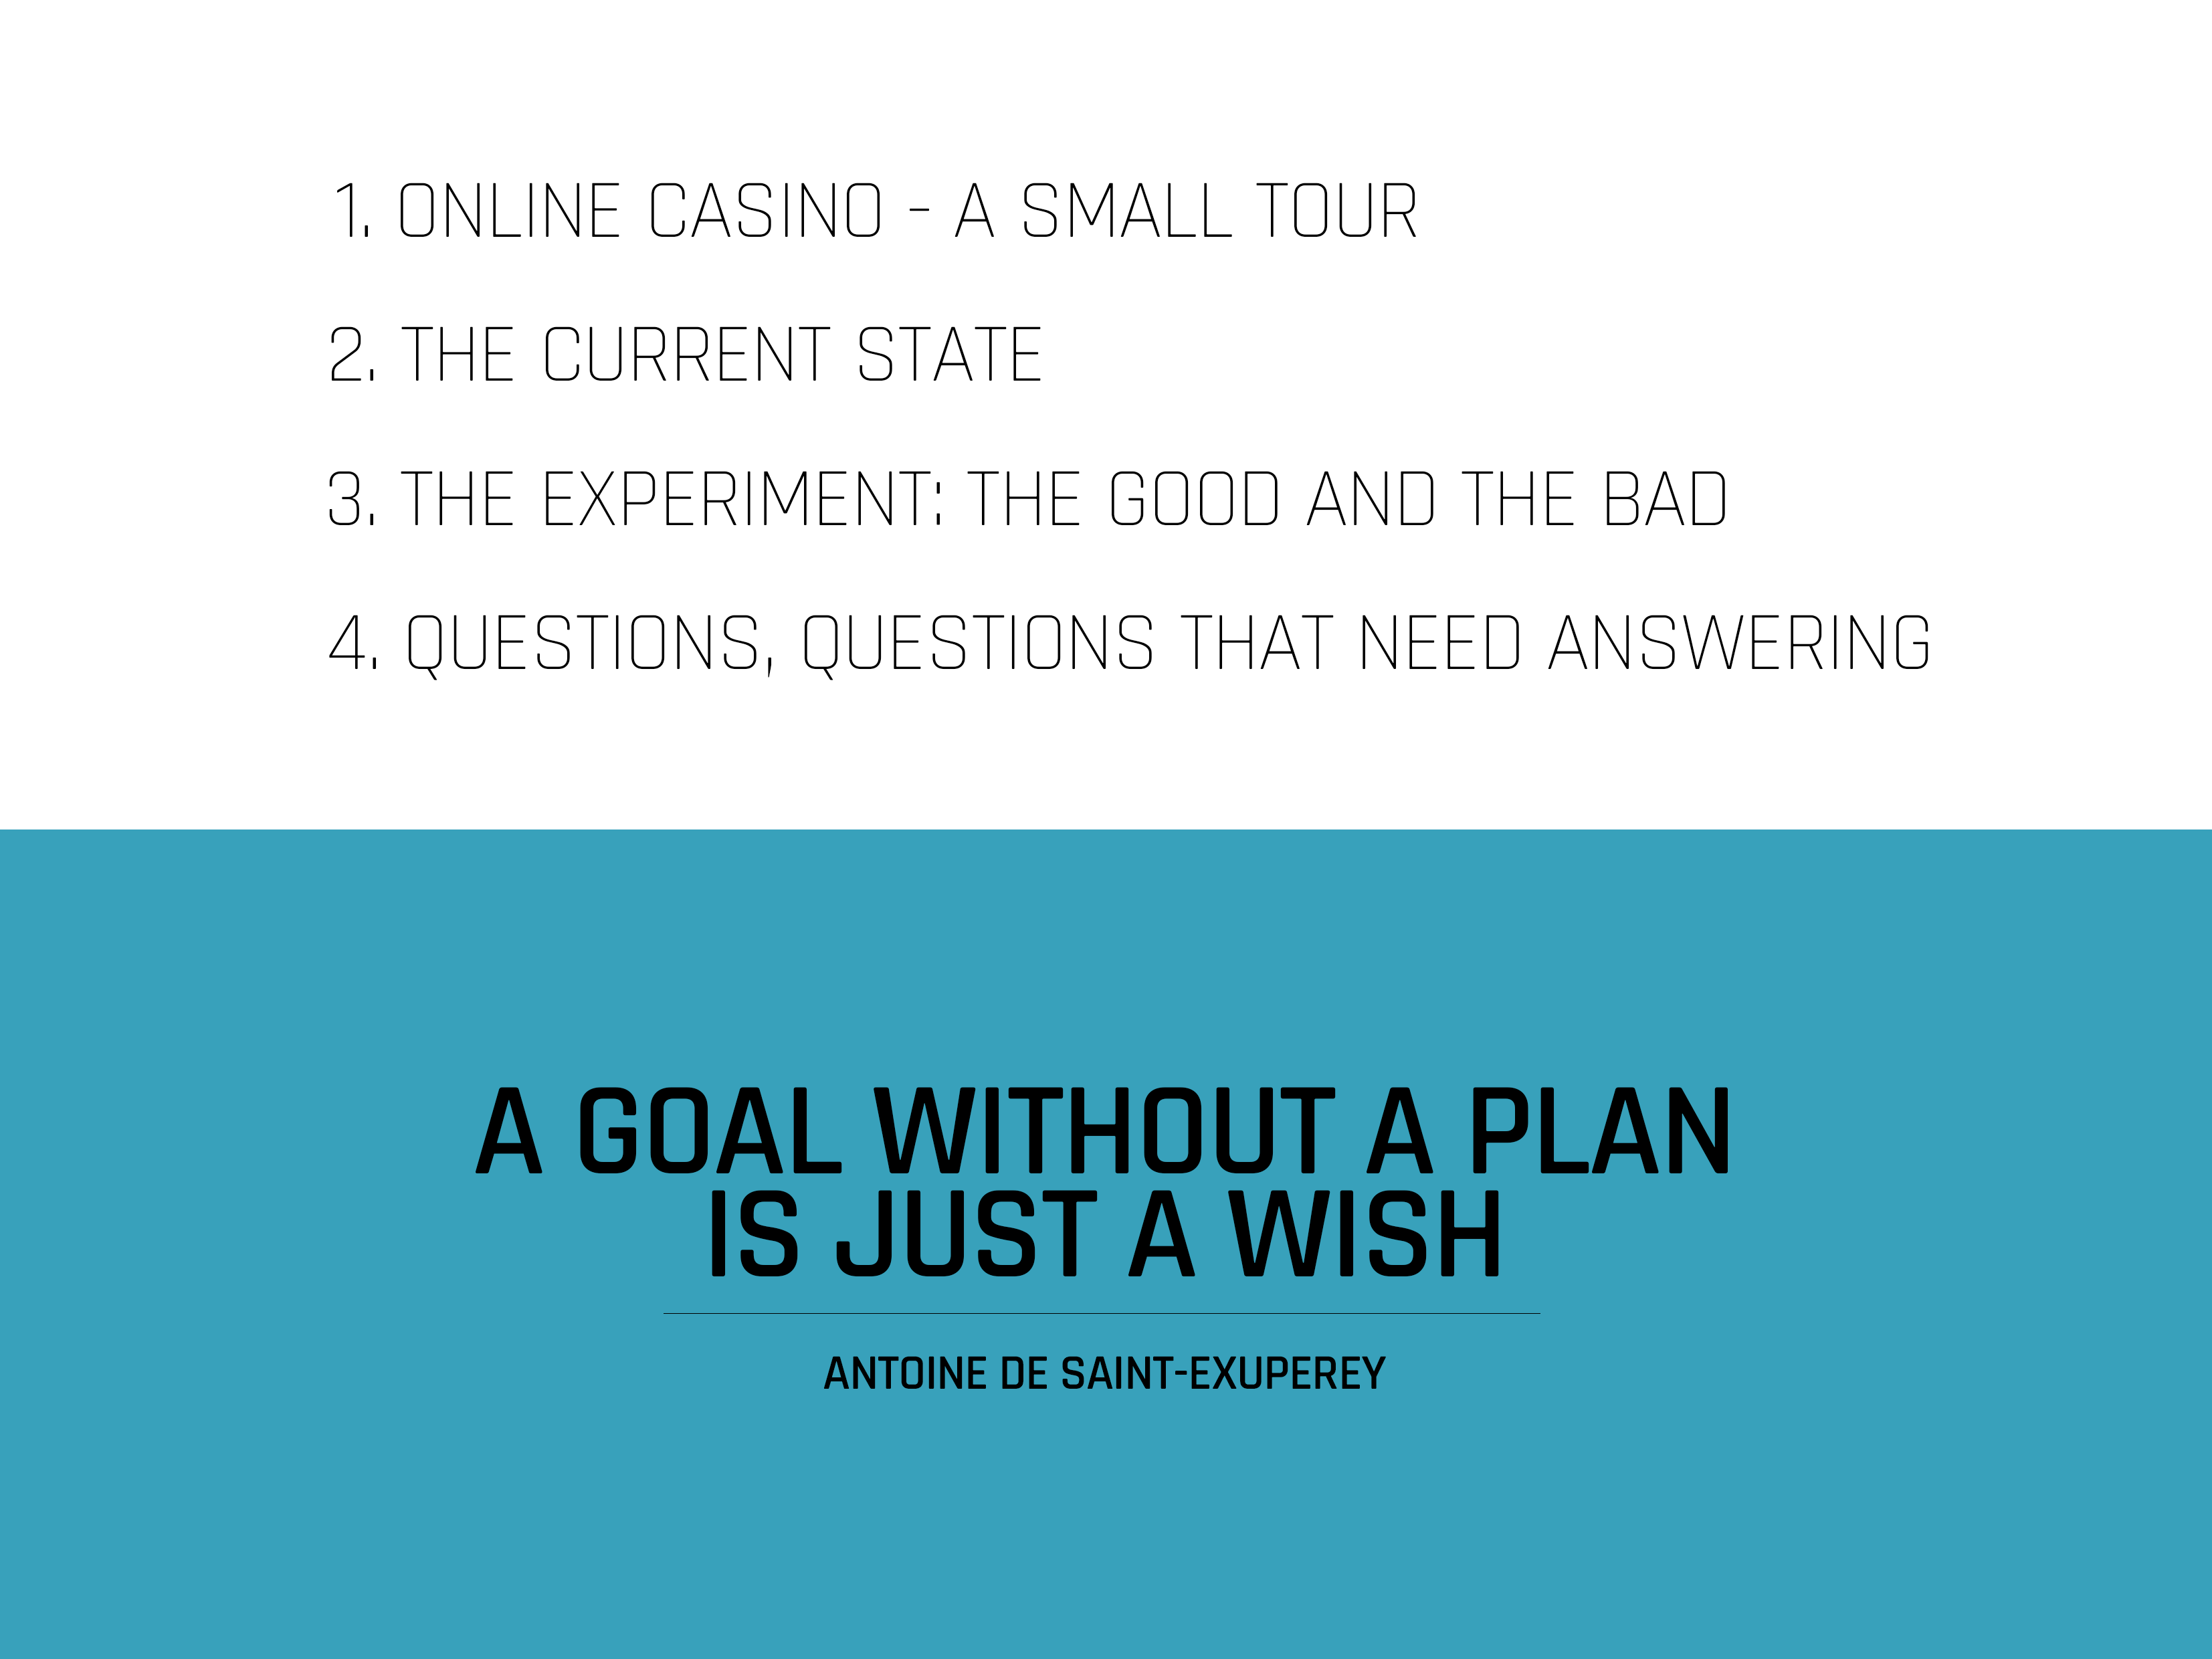 1. ONLINE CASINO - A SMALL TOUR
2. THE CURRENT STATE
3. THE EXPERIMENT: THE GOOD AND THE BAD
4. QUESTIONS, QUESTIONS THAT NEED ANSWERING
A GOAL WITHOUT A PLAN
IS JUST A WISH
ANTOINE DE SAINT-EXUPEREY